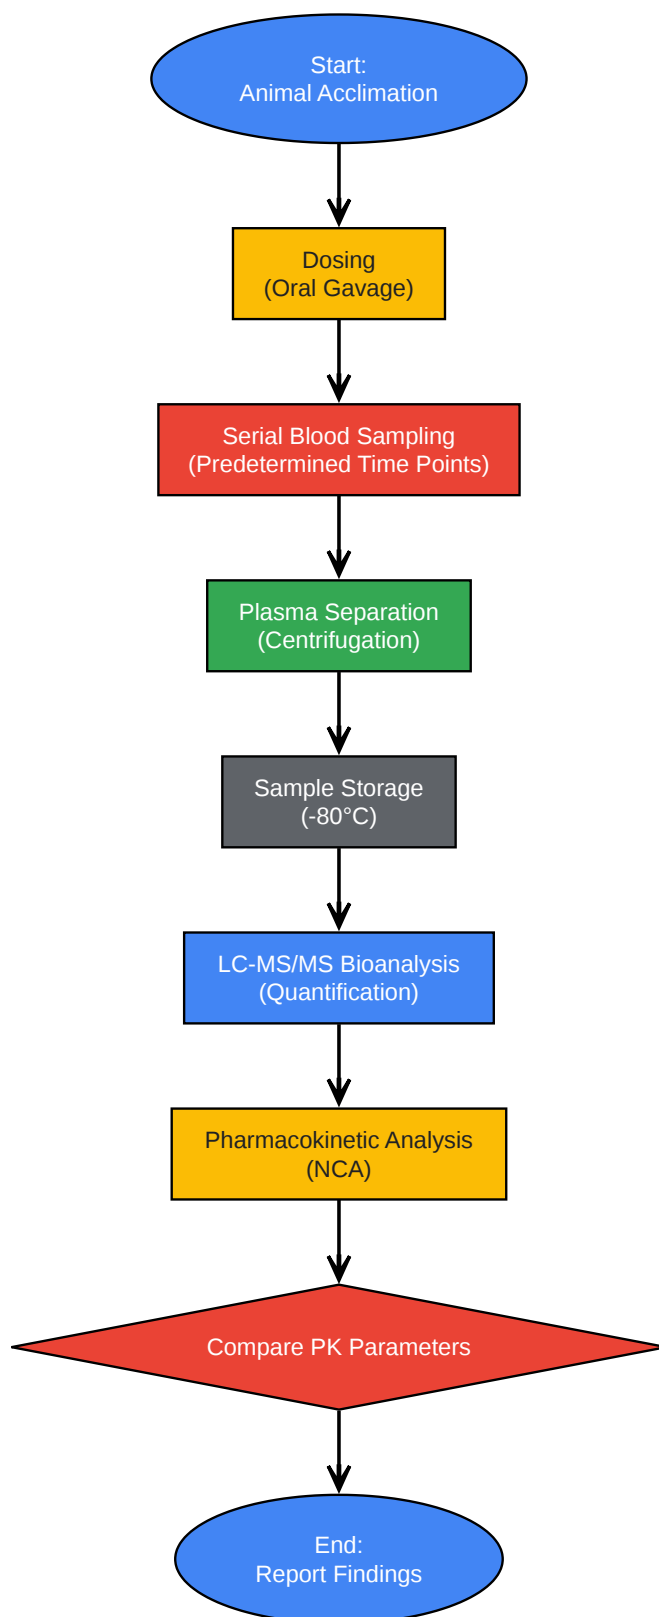 Start:
Animal Acclimation
Dosing
(Oral Gavage)
Serial Blood Sampling
(Predetermined Time Points)
Plasma Separation
(Centrifugation)
Sample Storage
(-80°C)
LC-MS/MS Bioanalysis
(Quantification)
Pharmacokinetic Analysis
(NCA)
Compare PK Parameters
End:
Report Findings